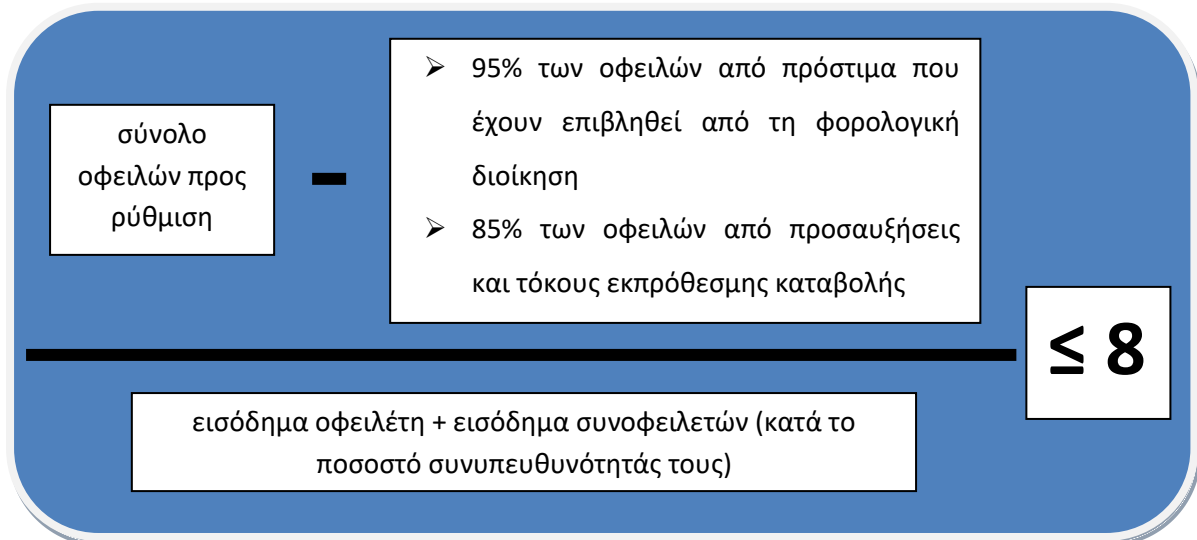 σύνολο
οφειλών προς
ρύθμιση
-
➢ 95% των οφειλών από πρόστιμα που
έχουν επιβληθεί από τη φορολογική
διοίκηση
➢ 85% των οφειλών από προσαυξήσεις
και τόκους εκπρόθεσμης καταβολής
≤ 8
εισόδημα οφειλέτη + εισόδημα συνοφειλετών (κατά το
ποσοστό συνυπευθυνότητάς τους)